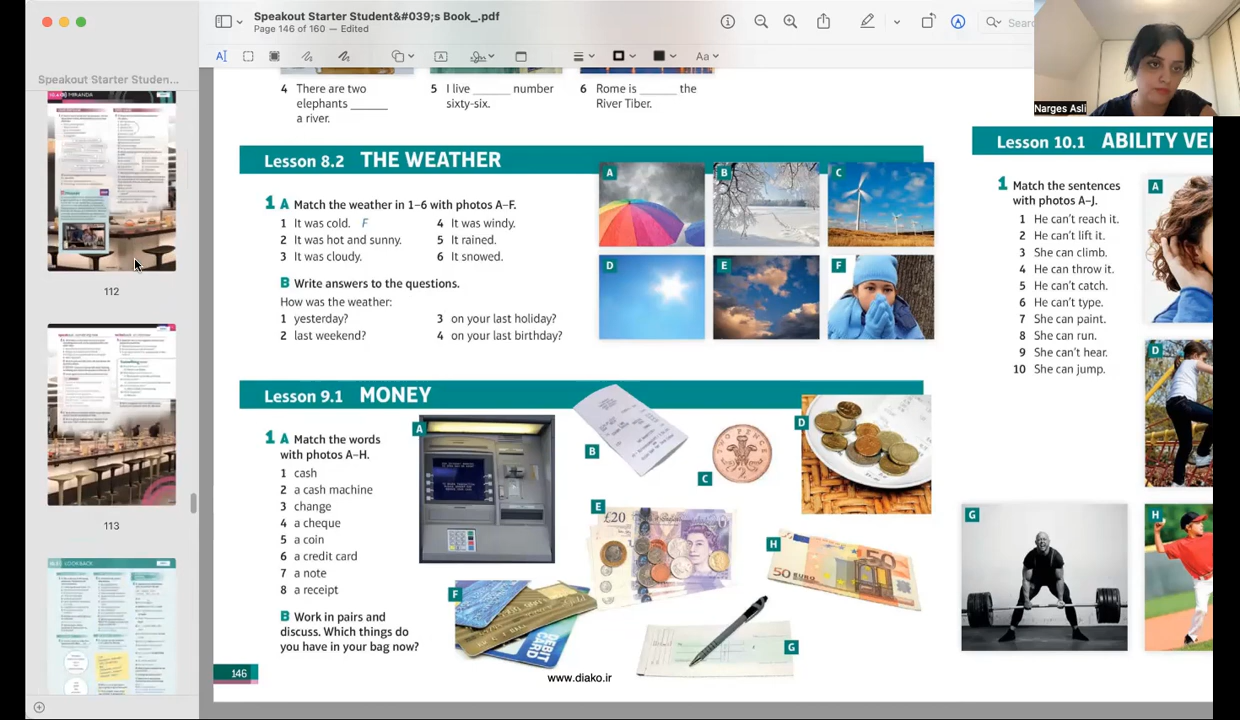 Speakout Starter Student&#039;s Book_.pdf
Page 146 of 160 — Edited
Speakout Starter Studen...
Narges Asli
112
113
LOOKBACK
4 There are two
elephants ______
a river.
5 I live ______ number
sixty-six.
6 Rome is ______ the
River Tiber.
Lesson 8.2 THE WEATHER
1 A Match the weather in 1–6 with photos A–F.
1 It was cold. F
2 It was hot and sunny.
3 It was cloudy.
4 It was windy.
5 It rained.
6 It snowed.
B Write answers to the questions.
How was the weather:
1 yesterday?
2 last weekend?
3 on your last holiday?
4 on your last birthday?
A
B
C
D
E
F
Lesson 9.1 MONEY
1 A Match the words
with photos A–H.
1 cash
2 a cash machine
3 change
4 a cheque
5 a coin
6 a credit card
7 a note
8 a receipt
B Work in pairs and
discuss. Which things do
you have in your bag now?
A
B
C
TWO PENCE
D
E
£20
F
DEBIT CARD
G
H
50 EURO
50
146
www.diako.ir
Lesson 10.1 ABILITY VE
1 Match the sentences
with photos A–J.
1 He can't reach it.
2 He can't lift it.
3 She can climb.
4 He can throw it.
5 He can't catch.
6 He can't type.
7 She can paint.
8 She can run.
9 She can't hear.
10 She can jump.
A
D
G
H